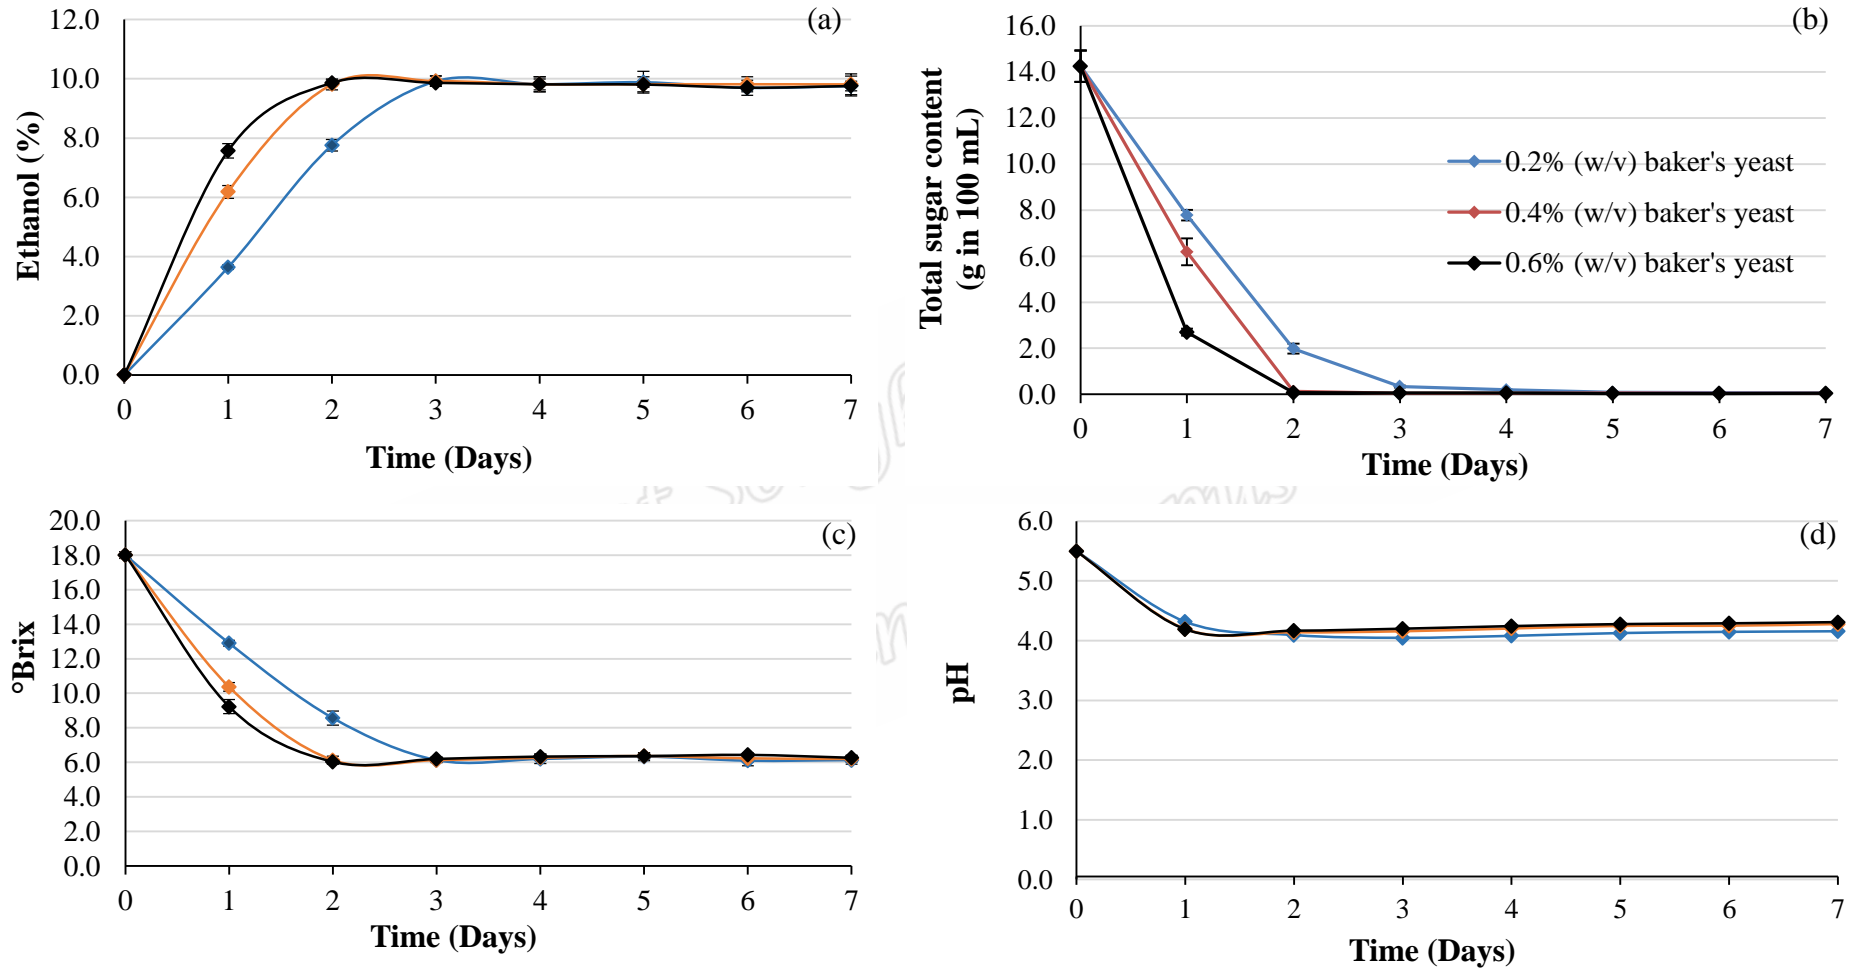 (a)
12.0
10.0
8.0
6.0
4.0
2.0
0.0
Ethanol (%)
0 1 2 3 4 5 6 7
Time (Days)
(b)
16.0
14.0
12.0
10.0
8.0
6.0
4.0
2.0
0.0
Total sugar content
(g in 100 mL)
0.2% (w/v) baker's yeast
0.4% (w/v) baker's yeast
0.6% (w/v) baker's yeast
0 1 2 3 4 5 6 7
Time (Days)
(c)
20.0
18.0
16.0
14.0
12.0
10.0
8.0
6.0
4.0
2.0
0.0
°Brix
0 1 2 3 4 5 6 7
Time (Days)
(d)
6.0
5.0
4.0
3.0
2.0
1.0
0.0
pH
0 1 2 3 4 5 6 7
Time (Days)